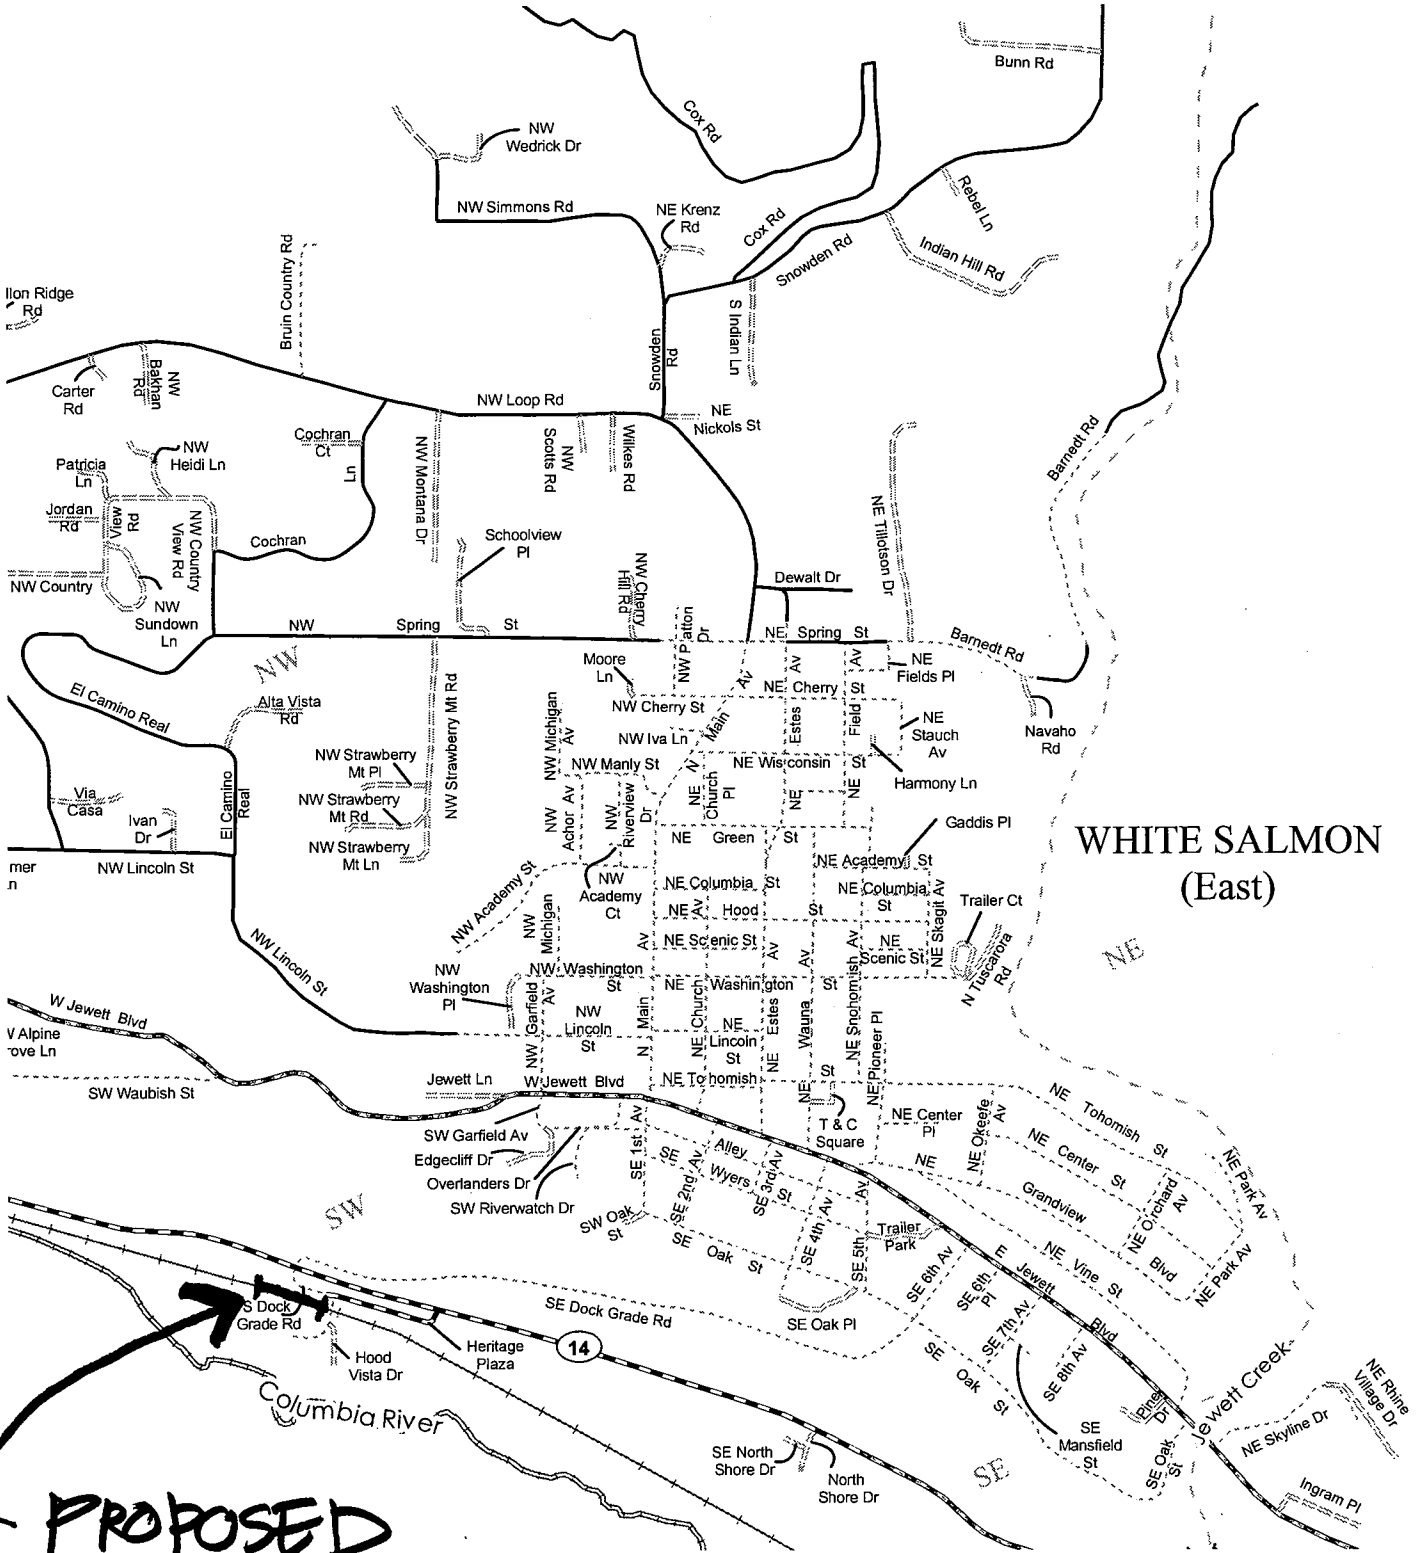 Bunn Rd
Cox Rd
NW
Wedrick Dr
Rebel Ln
NW Simmons Rd
NE Krenz
Rd
Cox Rd
Snowden Rd
Indian Hill Rd
Bruin Country Rd
llon Ridge
Rd
S Indian Ln
Snowden
Rd
Carter
Rd
NW
Bakhan
Rd
NW Loop Rd
NE
Nickols St
Cochran
Ct
Ln
NW Montana Dr
NW
Scotts Rd
Wilkes Rd
Barnedt Rd
NW
Heidi Ln
Patricia
Ln
Jordan
Rd
View
Rd
NW Country
View Rd
Cochran
Schoolview
Pl
NE Tillotston Dr
NW Country
NW
Sundown
Ln
NW Cherry
Hill Rd
Dewalt Dr
NW
Spring
St
NW Patton
Dr
NE Spring St
Barnedt Rd
NW
Moore
Ln
Av
Av
Av
NE
Fields Pl
NE Cherry St
El Camino Real
Alta Vista
Rd
NW Strawberry Mt Rd
NW Michigan
Av
NW Cherry St
NW Iva Ln
N
Main
Estes
Field
NE
Stauch
Av
Navaho
Rd
NW Strawberry
Mt Pl
NW Manly St
NE Wisconsin St
Harmony Ln
Via
Casa
Ivan
Dr
El Camino
Real
NW Strawberry
Mt Rd
NW Strawberry
Mt Ln
NW
Achor Av
NW
Riverview
Dr
NE
Church
Pl
NE
NE
Gaddis Pl
WHITE SALMON
(East)
NE Green St
mer
n
NW Lincoln St
NW Academy St
NW
Academy
Ct
NE Academy St
NE Columbia St
NE Columbia
St
Trailer Ct
NW
Michigan
Av
NE Av
Hood
St
NE Skagit Av
NE Scenic St
NE
Scenic St
N Tuscarora
Rd
NE
NW Lincoln St
NW
Washington
Pl
NW Washington
St
NE Washington St
W Jewett Blvd
NW Garfield
Av
NW
Lincoln
St
N Main Av
NE Church
NE
Lincoln
St
NE Estes Av
NE Wauna Av
NE Snohomish Av
NE Pioneer Pl
W Alpine
rove Ln
SW Waubish St
Jewett Ln
W Jewett Blvd
NE Tohomish
St
T & C
Square
NE Center
Pl
NE Okeefe
Av
NE Tohomish St
NE Center St
SW Garfield Av
Edgecliff Dr
Overlanders Dr
SW Riverwatch Dr
SE 1st Av
Alley
SE Wyers St
SE 2nd Av
SE 3rd Av
NE
Grandview
Blvd
NE Orchard
Av
NE Park Av
SW
SW Oak
St
SE Oak St
SE 4th Av
SE 5th Av
Trailer
Park
NE Vine St
NE Park Av
SE 6th Av
E Jewett Blvd
SE 6th
Pl
S Dock
Grade Rd
SE Dock Grade Rd
SE Oak Pl
SE 7th Av
SE Oak St
SE 8th Av
14
Heritage
Plaza
Hood
Vista Dr
Columbia River
Jewett Creek
NE Rhine
Village Dr
Pine
Dr
SE
Mansfield
St
SE Oak
St
NE Skyline Dr
SE North
Shore Dr
North
Shore Dr
SE
Ingram Pl
PROPOSED